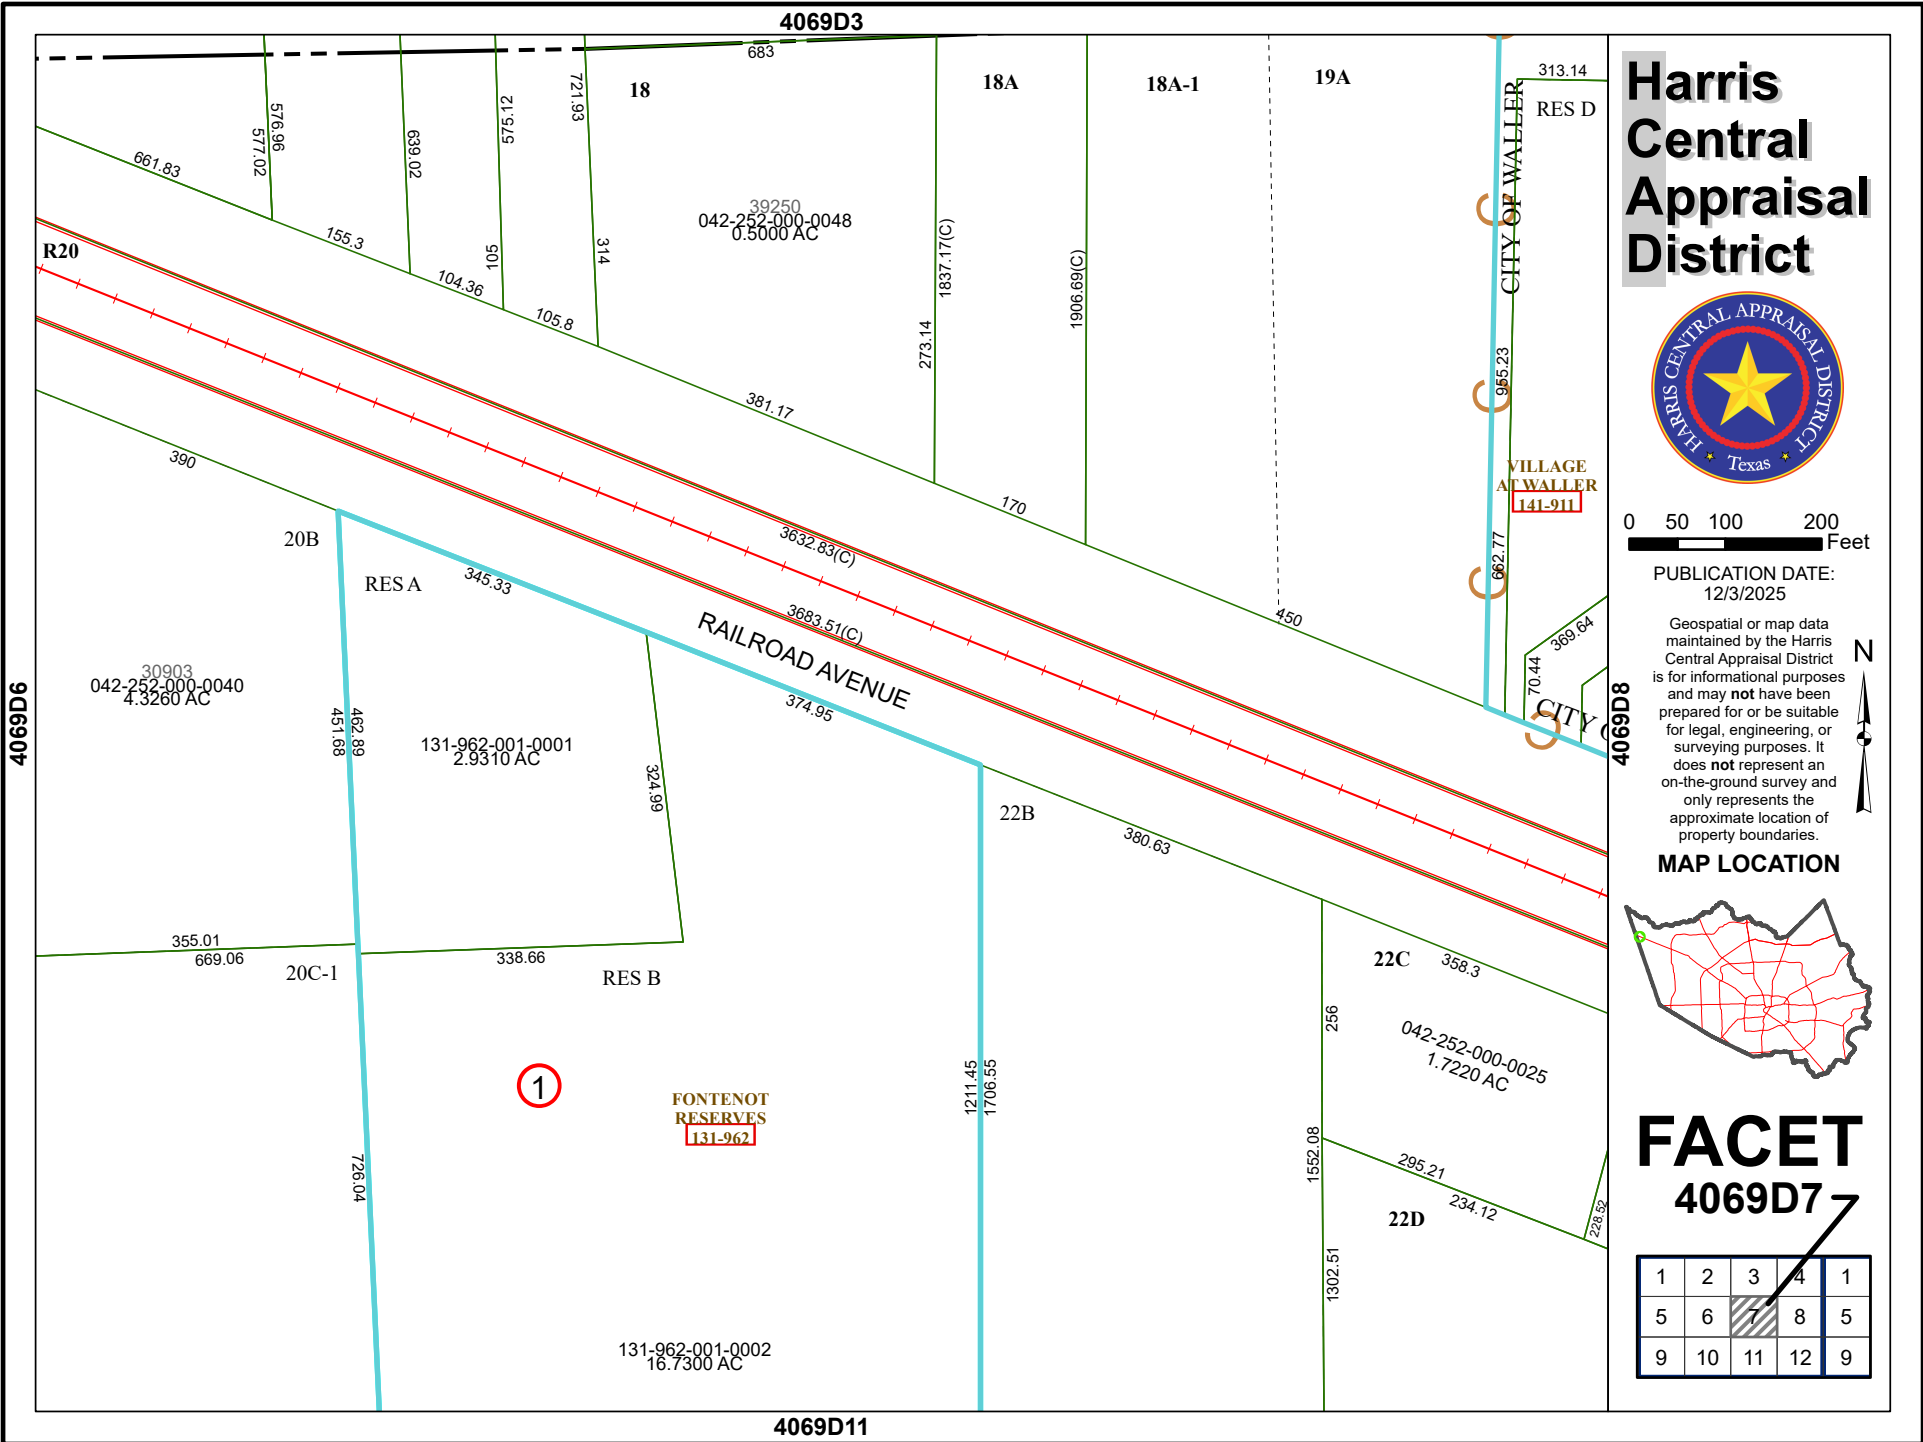 4069D3
683
18
18A
18A-1
19A
313.14
RES D
CITY OF WALLER
576.96
577.02
639.02
575.12
721.93
661.83
155.3
104.36
105
105.8
314
39250
042-252-000-0048
0.5000 AC
1837.17(C)
273.14
1906.69(C)
955.23
R20
381.17
170
450
390
VILLAGE
AT WALLER
141-911
662.77
369.64
70.44
CITY O
3632.83(C)
3683.51(C)
RAILROAD AVENUE
20B
RES A
345.33
374.95
30903
042-252-000-0040
4.3260 AC
462.89
451.68
131-962-001-0001
2.9310 AC
324.99
22B
380.63
355.01
669.06
20C-1
338.66
RES B
22C
358.3
256
042-252-000-0025
1.7220 AC
1
FONTENOT
RESERVES
131-962
1211.45
1706.55
726.04
1552.08
295.21
234.12
228.52
22D
1302.51
131-962-001-0002
16.7300 AC
4069D6
4069D8
4069D11
Harris
Central
Appraisal
District
HARRIS CENTRAL APPRAISAL DISTRICT
Texas
0 50 100 200
Feet
PUBLICATION DATE:
12/3/2025
Geospatial or map data
maintained by the Harris
Central Appraisal District
is for informational purposes
and may not have been
prepared for or be suitable
for legal, engineering, or
surveying purposes. It
does not represent an
on-the-ground survey and
only represents the
approximate location of
property boundaries.
N
MAP LOCATION
FACET
4069D7
1 2 3 4 1
5 6 7 8 5
9 10 11 12 9